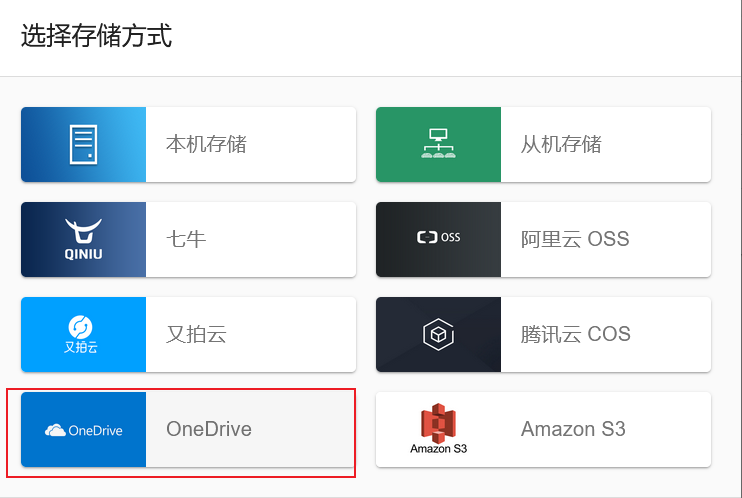 选择存储方式
本机存储
从机存储
QINIU
七牛
OSS
阿里云 OSS
又拍云
又拍云
腾讯云 COS
OneDrive
OneDrive
Amazon S3
Amazon S3